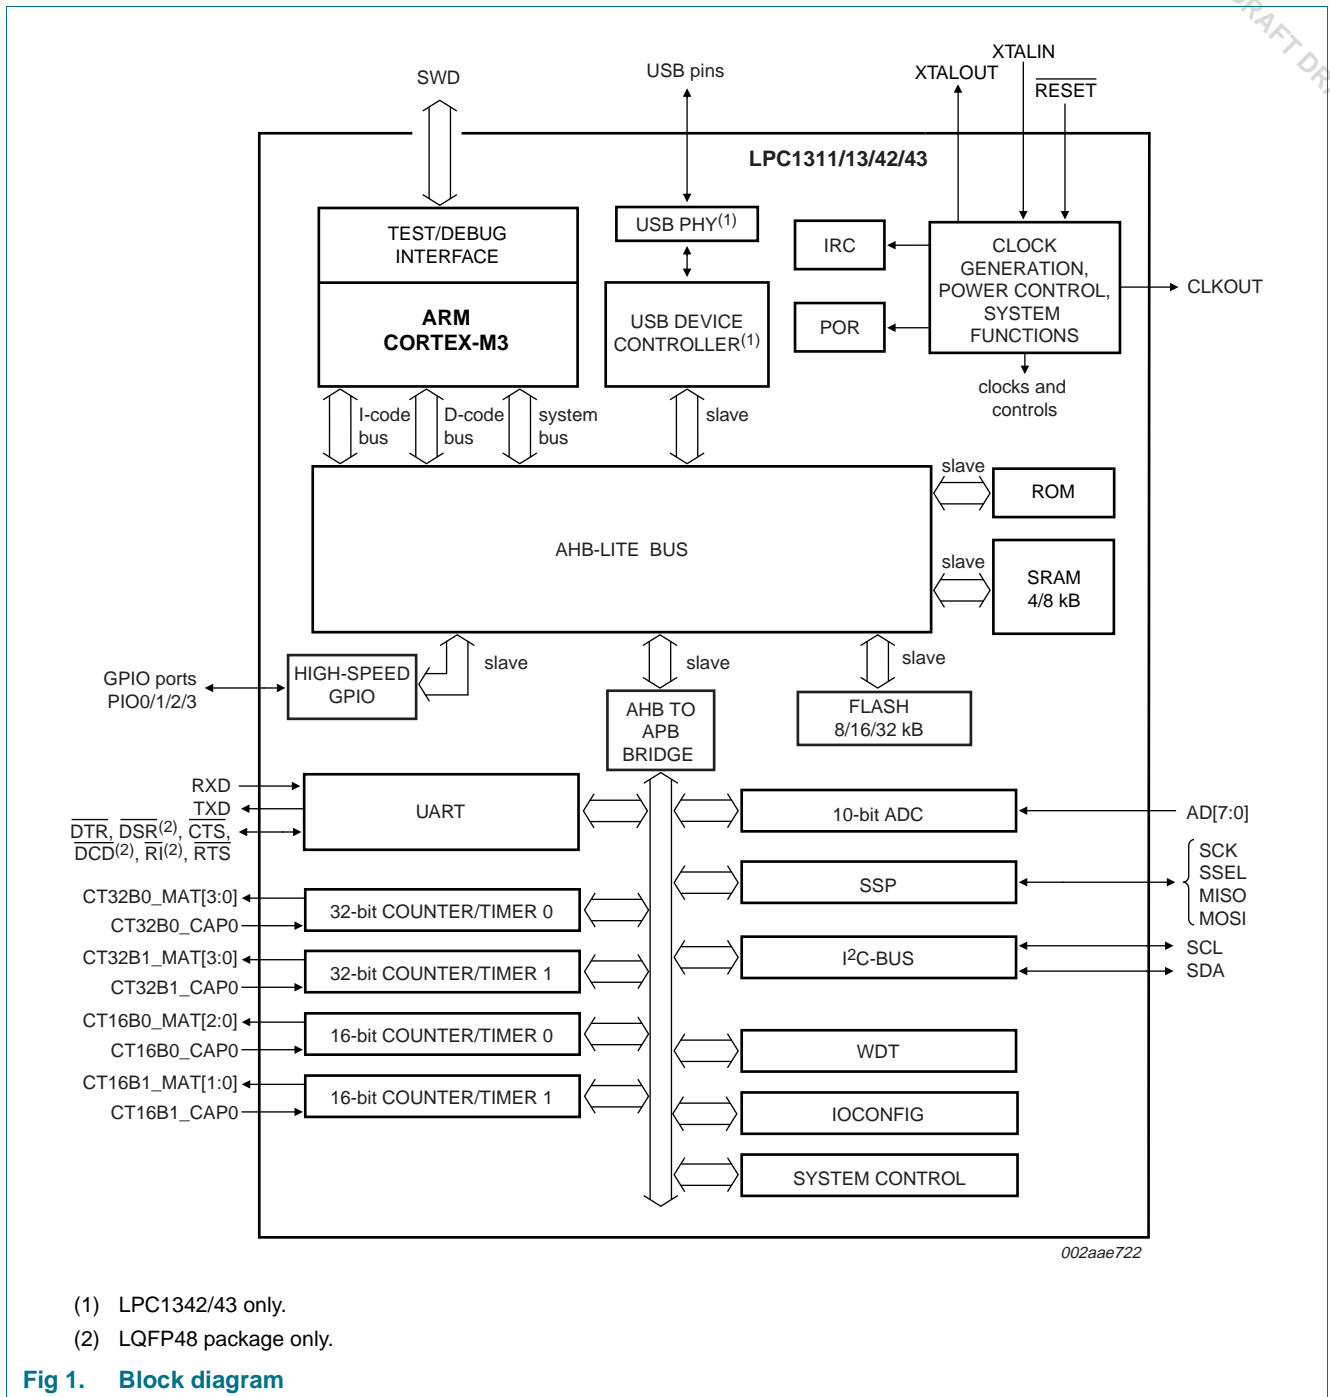 DRAFT DR
SWD
USB pins
XTALOUT
XTALIN
RESET
LPC1311/13/42/43
TEST/DEBUG
INTERFACE
ARM
CORTEX-M3
USB PHY(1)
USB DEVICE
CONTROLLER(1)
IRC
POR
CLOCK
GENERATION,
POWER CONTROL,
SYSTEM
FUNCTIONS
CLKOUT
clocks and
controls
I-code
bus
D-code
bus
system
bus
slave
AHB-LITE BUS
slave
ROM
slave
SRAM
4/8 kB
GPIO ports
PIO0/1/2/3
HIGH-SPEED
GPIO
slave
slave
slave
AHB TO
APB
BRIDGE
FLASH
8/16/32 kB
RXD
TXD
DTR, DSR(2), CTS,
DCD(2), RI(2), RTS
UART
10-bit ADC
AD[7:0]
SSP
SCK
SSEL
MISO
MOSI
CT32B0_MAT[3:0]
CT32B0_CAP0
32-bit COUNTER/TIMER 0
I2C-BUS
SCL
SDA
CT32B1_MAT[3:0]
CT32B1_CAP0
32-bit COUNTER/TIMER 1
CT16B0_MAT[2:0]
CT16B0_CAP0
16-bit COUNTER/TIMER 0
WDT
CT16B1_MAT[1:0]
CT16B1_CAP0
16-bit COUNTER/TIMER 1
IOCONFIG
SYSTEM CONTROL
002aae722
(1) LPC1342/43 only.
(2) LQFP48 package only.
Fig 1. Block diagram